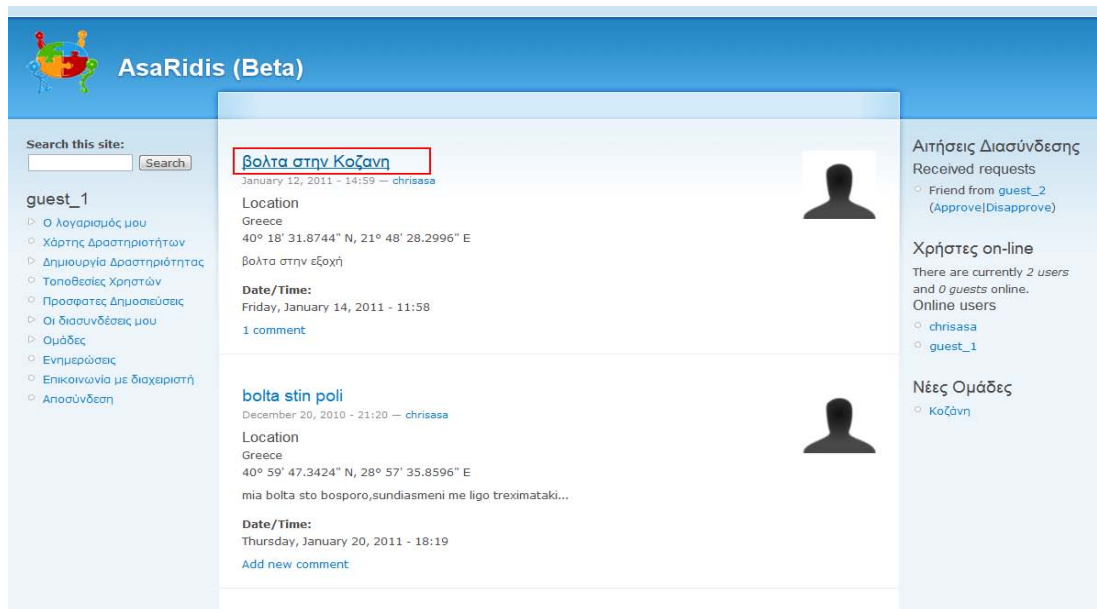 AsaRidis (Beta)
Search this site:
Search
guest_1
Ο λογαρισμός μου
Χάρτης Δραστηριοτήτων
Δημιουργία Δραστηριότητας
Τοποθεσίες Χρηστών
Προσφατες Δημοσιεύσεις
Οι διασυνδέσεις μου
Ομάδες
Ενημερώσεις
Επικοινωνία με διαχειριστή
Αποσύνδεση
βολτα στην Κοζανη
January 12, 2011 - 14:59 — chrisasa
Location
Greece
40° 18' 31.8744" N, 21° 48' 28.2996" E
βολτα στην εξοχή
Date/Time:
Friday, January 14, 2011 - 11:58
1 comment
bolta stin poli
December 20, 2010 - 21:20 — chrisasa
Location
Greece
40° 59' 47.3424" N, 28° 57' 35.8596" E
mia bolta sto bosporo,sundiasmeni me ligo treximataki...
Date/Time:
Thursday, January 20, 2011 - 18:19
Add new comment
Αιτήσεις Διασύνδεσης
Received requests
Friend from guest_2
(Approve|Disapprove)
Χρήστες on-line
There are currently 2 users
and 0 guests online.
Online users
chrisasa
guest_1
Νέες Ομάδες
Κοζάνη